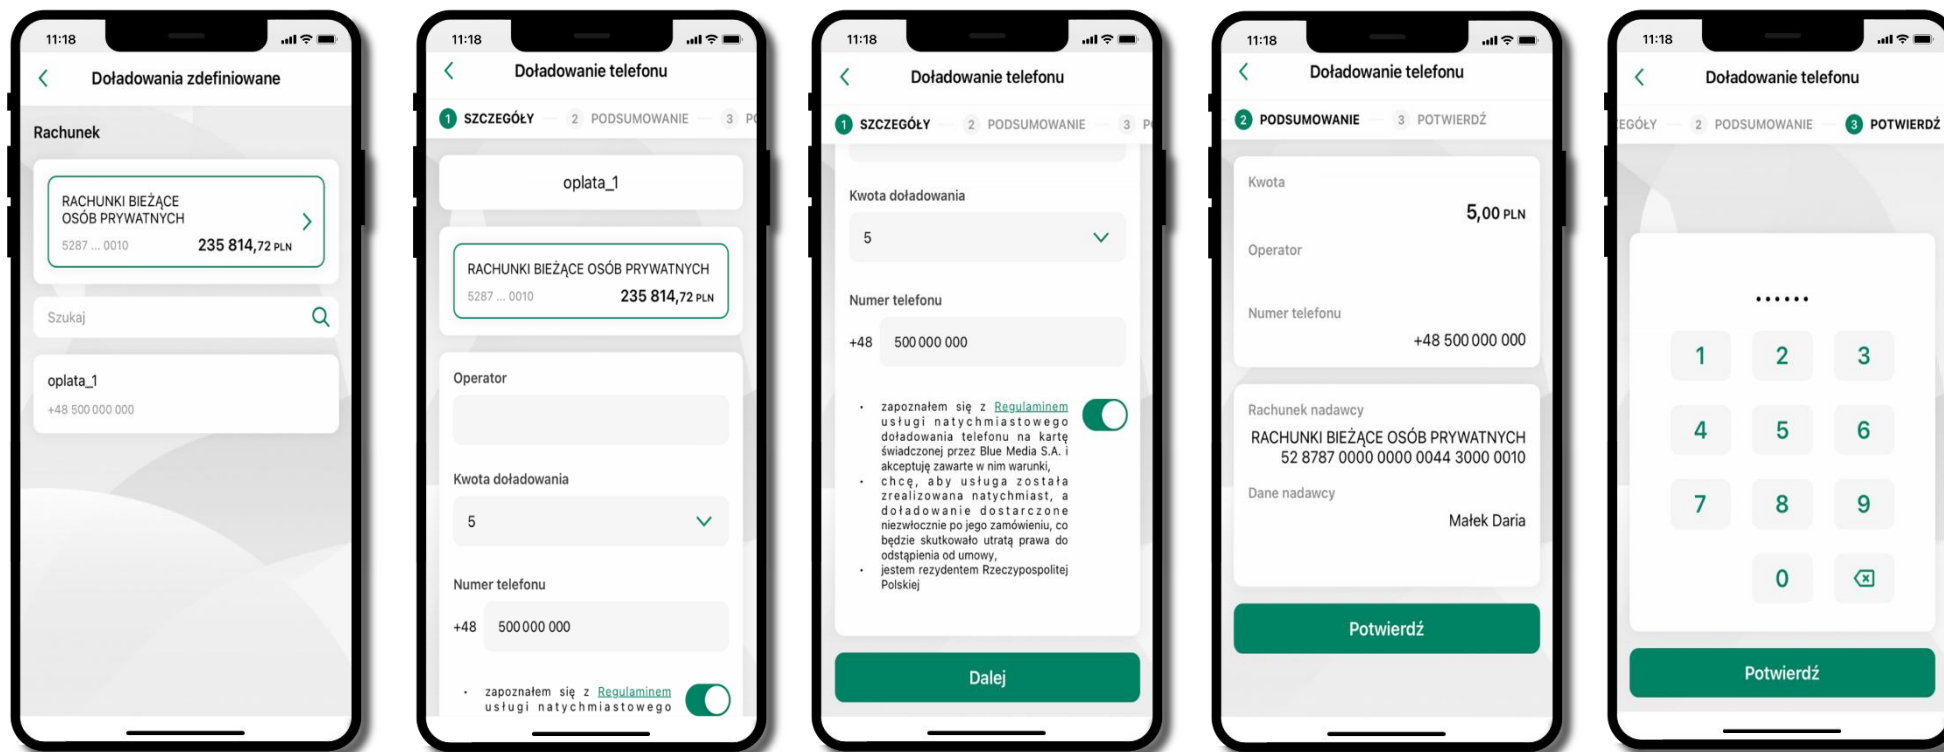 11:18
Doładowania zdefiniowane
Rachunek
RACHUNKI BIEŻĄCE
OSÓB PRYWATNYCH
5287 ... 0010 235 814,72 PLN
Szukaj
oplata_1
+48 500 000 000
11:18
Doładowanie telefonu
1 SZCZEGÓŁY 2 PODSUMOWANIE 3 PO
oplata_1
RACHUNKI BIEŻĄCE OSÓB PRYWATNYCH
5287 ... 0010 235 814,72 PLN
Operator
Kwota doładowania
5
Numer telefonu
+48 500 000 000
• zapoznałem się z Regulaminem
usługi natychmiastowego
11:18
Doładowanie telefonu
1 SZCZEGÓŁY 2 PODSUMOWANIE 3 P
Kwota doładowania
5
Numer telefonu
+48 500 000 000
• zapoznałem się z Regulaminem
usługi natychmiastowego
doładowania telefonu na kartę
świadczonej przez Blue Media S.A. i
akceptuję zawarte w nim warunki,
• chcę, aby usługa została
zrealizowana natychmiast, a
doładowanie dostarczone
niezwłocznie po jego zamówieniu, co
będzie skutkowało utratą prawa do
odstąpienia od umowy,
• jestem rezydentem Rzeczypospolitej
Polskiej
Dalej
11:18
Doładowanie telefonu
2 PODSUMOWANIE 3 POTWIERDŹ
Kwota
5,00 PLN
Operator
Numer telefonu
+48 500 000 000
Rachunek nadawcy
RACHUNKI BIEŻĄCE OSÓB PRYWATNYCH
52 8787 0000 0000 0044 3000 0010
Dane nadawcy
Małek Daria
Potwierdź
11:18
Doładowanie telefonu
EGÓŁY 2 PODSUMOWANIE 3 POTWIERDŹ
••••••
1 2 3
4 5 6
7 8 9
0
Potwierdź